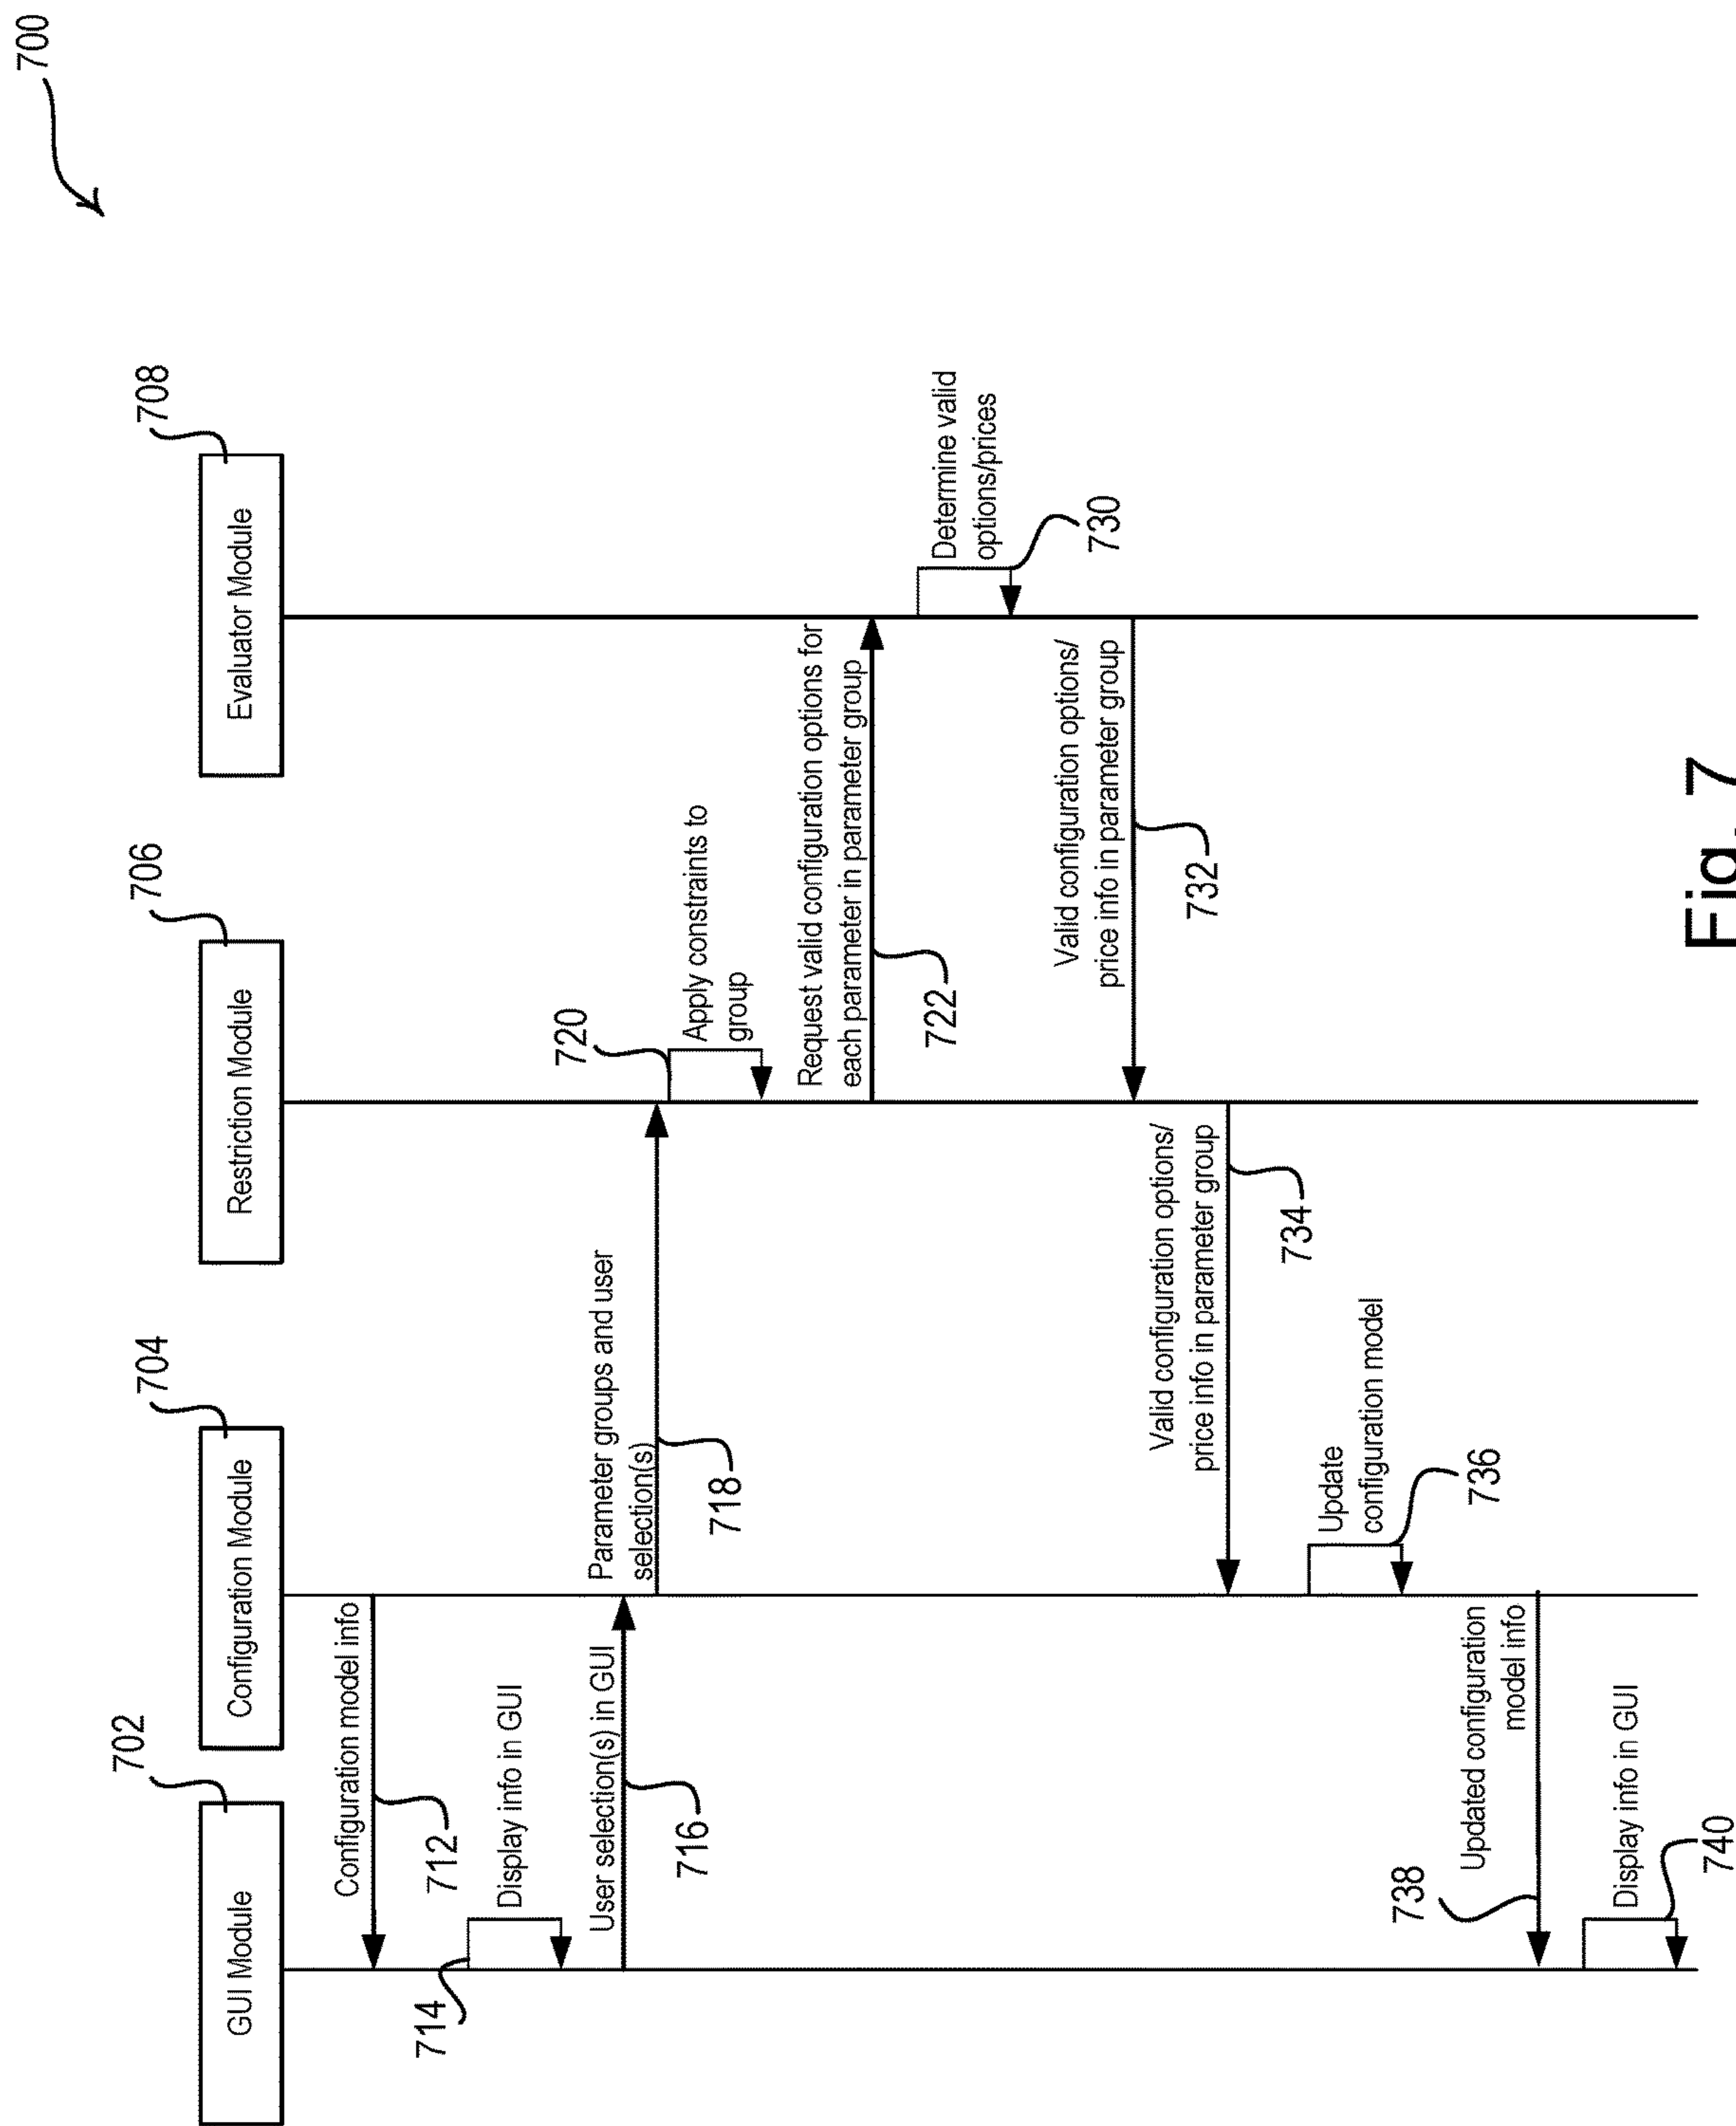 700
702
704
706
708
GUI Module
Configuration Module
Restriction Module
Evaluator Module
Configuration model info
712
714
Display info in GUI
User selection(s) in GUI
716
Parameter groups and user
selection(s)
718
720
Apply constraints to
group
Request valid configuration options for
each parameter in parameter group
722
Determine valid
options/prices
730
Valid configuration options/
price info in parameter group
732
Valid configuration options/
price info in parameter group
734
Update
configuration model
736
Updated configuration
model info
738
Display info in GUI
740
Fig. 7